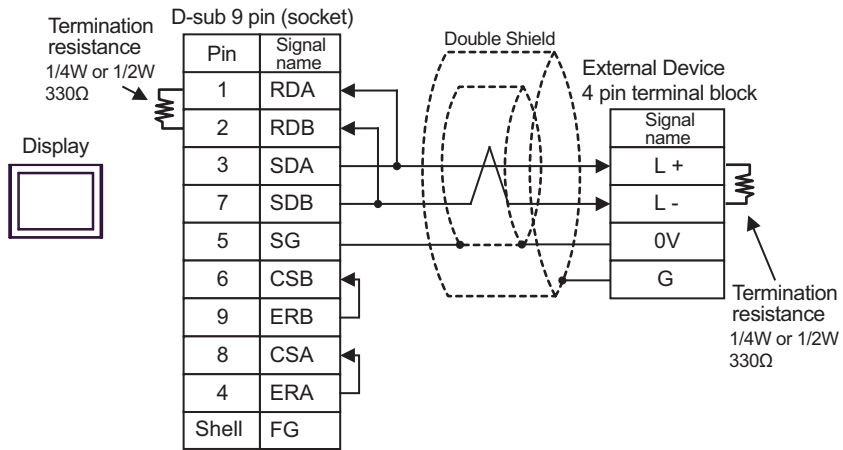 D-sub 9 pin (socket)
Termination
resistance
1/4W or 1/2W
330Ω
Display
Pin Signal name
1 RDA
2 RDB
3 SDA
7 SDB
5 SG
6 CSB
9 ERB
8 CSA
4 ERA
Shell FG
Double Shield
External Device
4 pin terminal block
Signal
name
L +
L -
0V
G
Termination
resistance
1/4W or 1/2W
330Ω